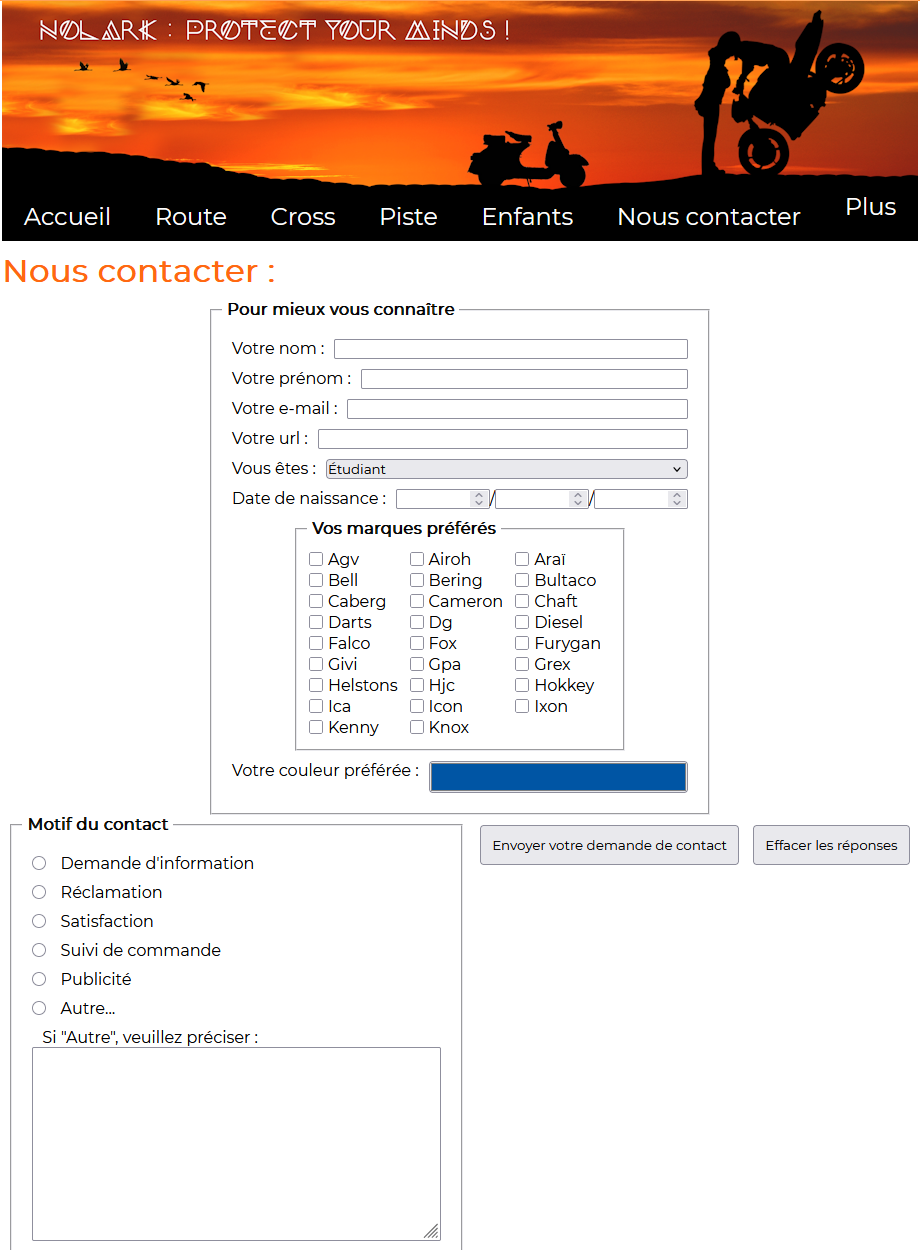 NOLARK : PROTECT YOUR MINDS !
Accueil Route Cross Piste Enfants Nous contacter Plus
Nous contacter :
Pour mieux vous connaître
Votre nom :
Votre prénom :
Votre e-mail :
Votre url :
Vous êtes : Étudiant
Date de naissance : / /
Vos marques préférés
Agv Airoh Araï
Bell Bering Bultaco
Caberg Cameron Chaft
Darts Dg Diesel
Falco Fox Furygan
Givi Gpa Grex
Helstons Hjc Hokkey
Ica Icon Ixon
Kenny Knox
Votre couleur préférée :
Motif du contact
Demande d'information
Réclamation
Satisfaction
Suivi de commande
Publicité
Autre...
Si "Autre", veuillez préciser :
Envoyer votre demande de contact Effacer les réponses